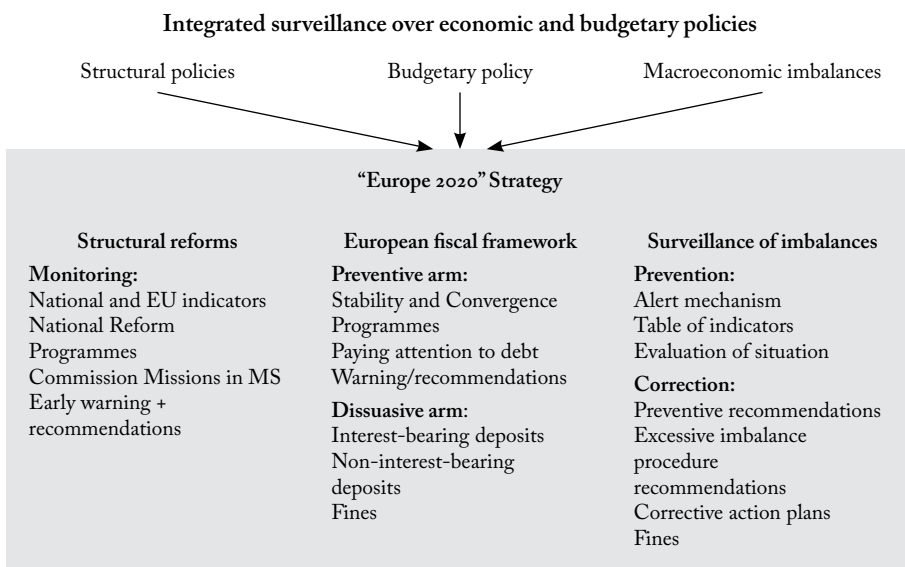 Integrated surveillance over economic and budgetary policies
Structural policies
Budgetary policy
Macroeconomic imbalances
“Europe 2020” Strategy
Structural reforms
Monitoring:
National and EU indicators
National Reform
Programmes
Commission Missions in MS
Early warning +
recommendations
European fiscal framework
Preventive arm:
Stability and Convergence
Programmes
Paying attention to debt
Warning/recommendations
Dissuasive arm:
Interest-bearing deposits
Non-interest-bearing
deposits
Fines
Surveillance of imbalances
Prevention:
Alert mechanism
Table of indicators
Evaluation of situation
Correction:
Preventive recommendations
Excessive imbalance
procedure
recommendations
Corrective action plans
Fines